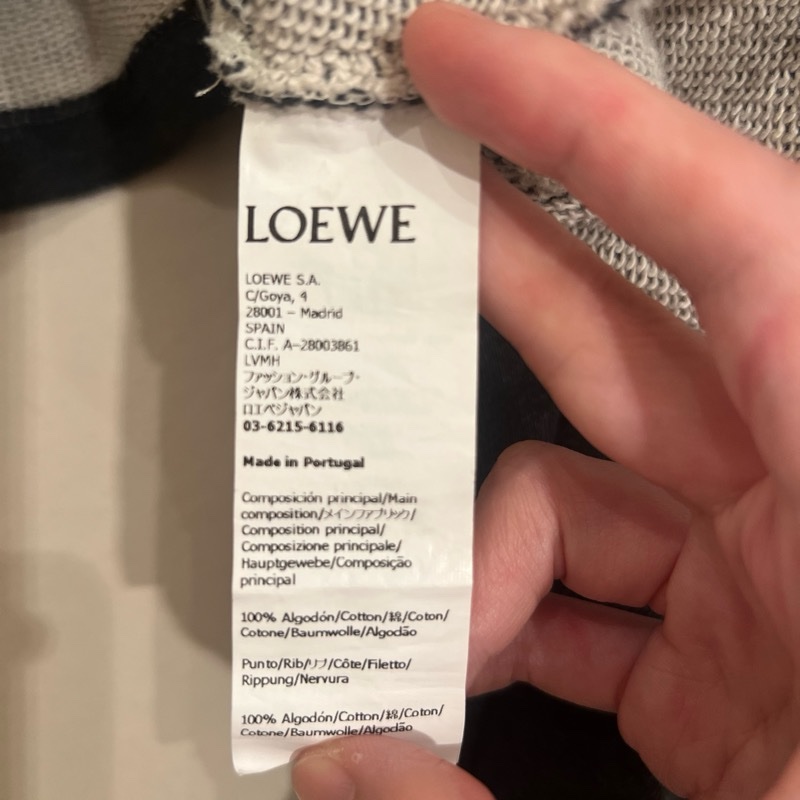 LOEWE
LOEWE S.A.
C/Goya, 4
28001 – Madrid
SPAIN
C.I.F. A-28003861
LVMH
ファッション・グループ・
ジャパン株式会社
ロエベジャパン
03-6215-6116
Made in Portugal
Composición principal/Main
composition/メインファブリック/
Composition principal/
Composizione principale/
Hauptgewebe/Composição
principal
100% Algodón/Cotton/綿/Coton/
Cotone/Baumwolle/Algodão
Punto/Rib/リブ/Côte/Filetto/
Rippung/Nervura
100% Algodón/Cotton/綿/Coton/
Cotone/Baumwolle/Algodão